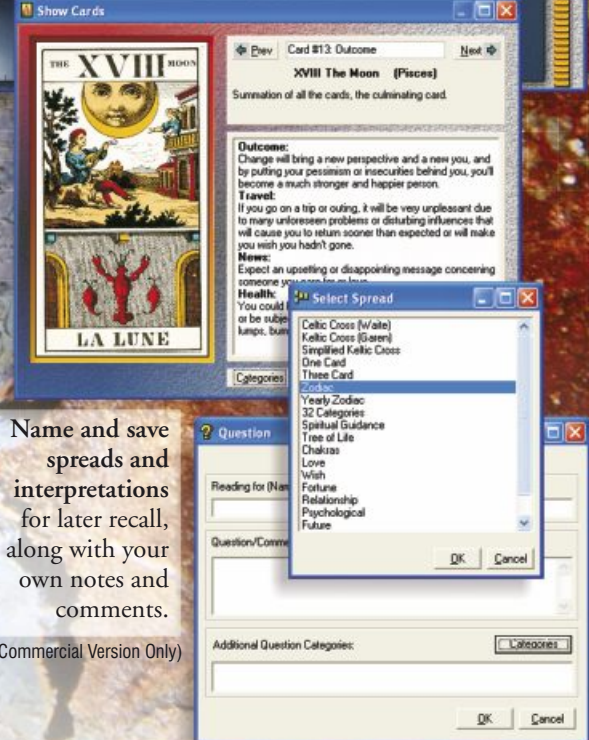 Show Cards
THE XVIII MOON
LA LUNE
Prev Card #13: Outcome Next
XVIII The Moon (Pisces)
Summation of all the cards, the culminating card.
Outcome:
Change will bring a new perspective and a new you, and
by putting your pessimism or insecurities behind you, you'll
become a much stronger and happier person.
Travel:
If you go on a trip or outing, it will be very unpleasant due
to many unforeseen problems or disturbing influences that
will cause you to return sooner than expected or will make
you wish you hadn't gone.
News:
Expect an upsetting or disappointing message concerning
someone you care for or love.
Health:
You could
or be subje
lumps, bum
Categories
Select Spread
Celtic Cross (Waite)
Keltic Cross (Garen)
Simplified Keltic Cross
One Card
Three Card
Zodiac
Yearly Zodiac
32 Categories
Spiritual Guidance
Tree of Life
Chakras
Love
Wish
Fortune
Relationship
Psychological
Future
OK Cancel
Name and save
spreads and
interpretations
for later recall,
along with your
own notes and
comments.
Commercial Version Only)
Question
Reading for (Nam
Question/Comme
Additional Question Categories: Categories
OK Cancel